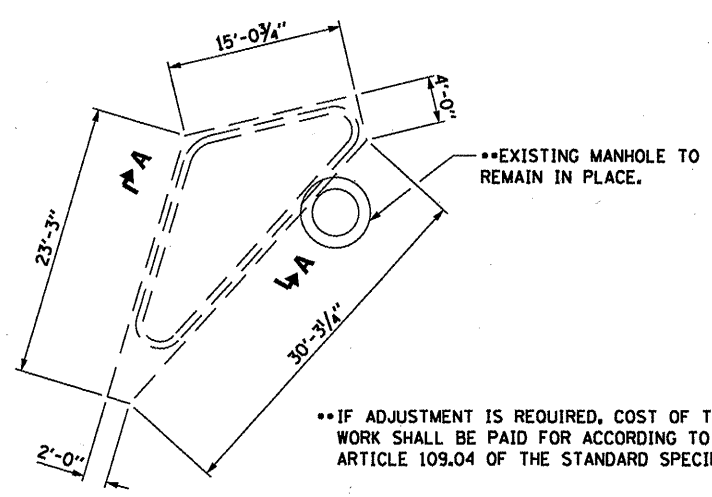 15'-0¾"
4'-0"
A
••EXISTING MANHOLE TO
REMAIN IN PLACE.
23'-3"
A
30'-3¼"
••IF ADJUSTMENT IS REQUIRED, COST OF T
WORK SHALL BE PAID FOR ACCORDING TO
ARTICLE 109.04 OF THE STANDARD SPECI
2'-0"